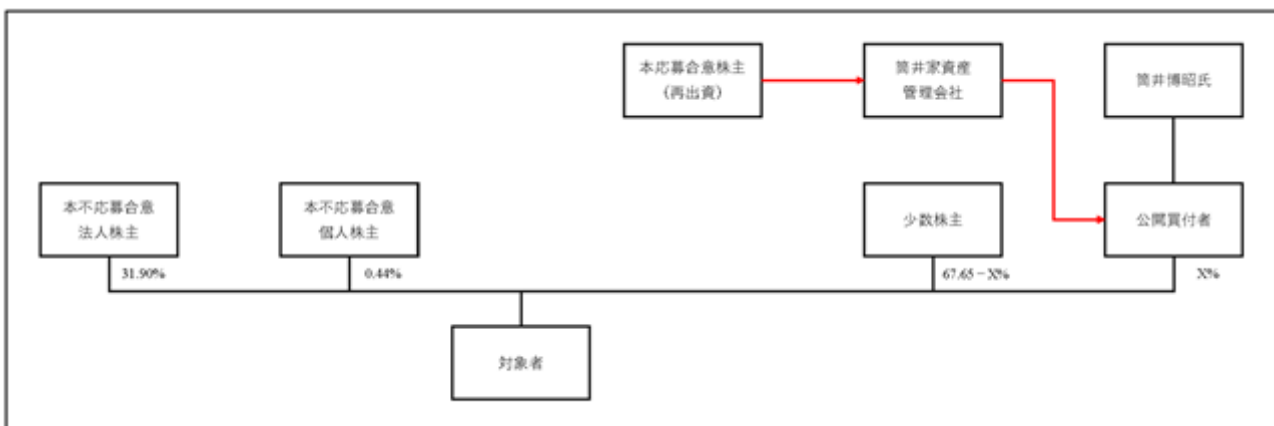 本応募合意株主
（再出資）
筒井家資産
管理会社
筒井博昭氏
本不応募合意
法人株主
本不応募合意
個人株主
少数株主
公開買付者
31.90%
0.44%
67.65－X%
X%
対象者